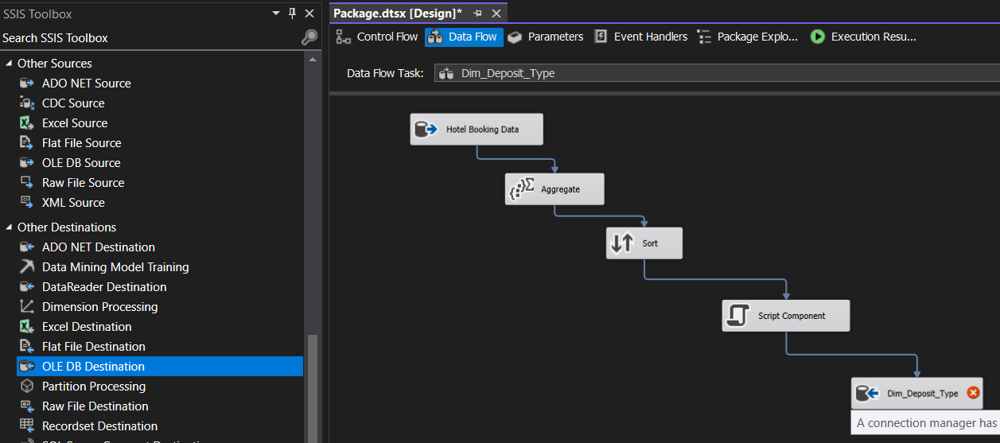 SSIS Toolbox
Search SSIS Toolbox
Other Sources
ADO NET Source
CDC Source
Excel Source
Flat File Source
OLE DB Source
Raw File Source
XML Source
Other Destinations
ADO NET Destination
Data Mining Model Training
DataReader Destination
Dimension Processing
Excel Destination
Flat File Destination
OLE DB Destination
Partition Processing
Raw File Destination
Recordset Destination
Package.dtsx [Design]*
Control Flow
Data Flow
Parameters
Event Handlers
Package Explo...
Execution Resu...
Data Flow Task:
Dim_Deposit_Type
Hotel Booking Data
Aggregate
Sort
Script Component
Dim_Deposit_Type
A connection manager has